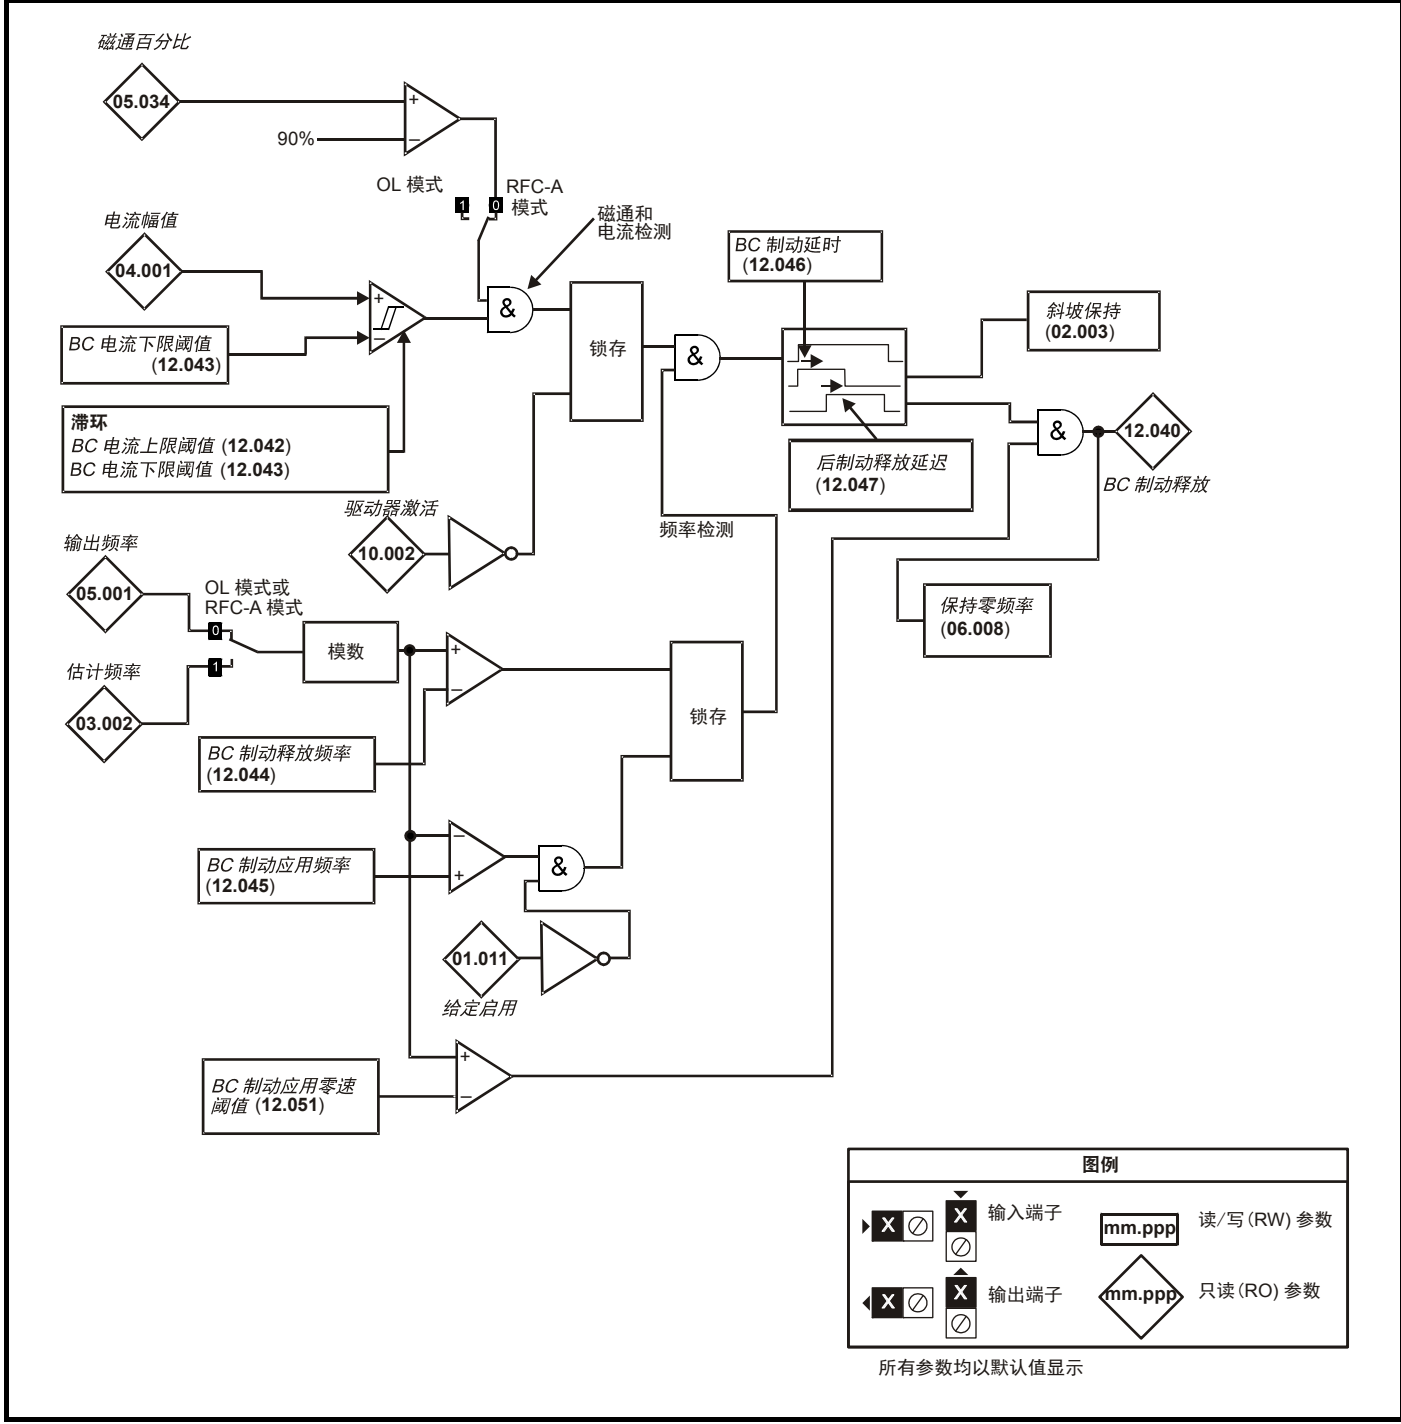 磁通百分比
05.034
+
90%
−
OL 模式
RFC-A
模式
1
0
磁通和
电流检测
电流幅值
04.001
+
−
&
BC 电流下限阈值
(12.043)
滞环
BC 电流上限阈值 (12.042)
BC 电流下限阈值 (12.043)
锁存
&
BC 制动延时
(12.046)
斜坡保持
(02.003)
后制动释放延迟
(12.047)
&
12.040
BC 制动释放
驱动器激活
10.002
频率检测
保持零频率
(06.008)
输出频率
05.001
OL 模式或
RFC-A 模式
0
1
模数
估计频率
03.002
+
−
锁存
BC 制动释放频率
(12.044)
−
+
&
BC 制动应用频率
(12.045)
01.011
给定启用
+
−
BC 制动应用零速
阈值 (12.051)
图例
X
X
输入端子
mm.ppp
读/写(RW) 参数
X
X
输出端子
mm.ppp
只读(RO) 参数
所有参数均以默认值显示